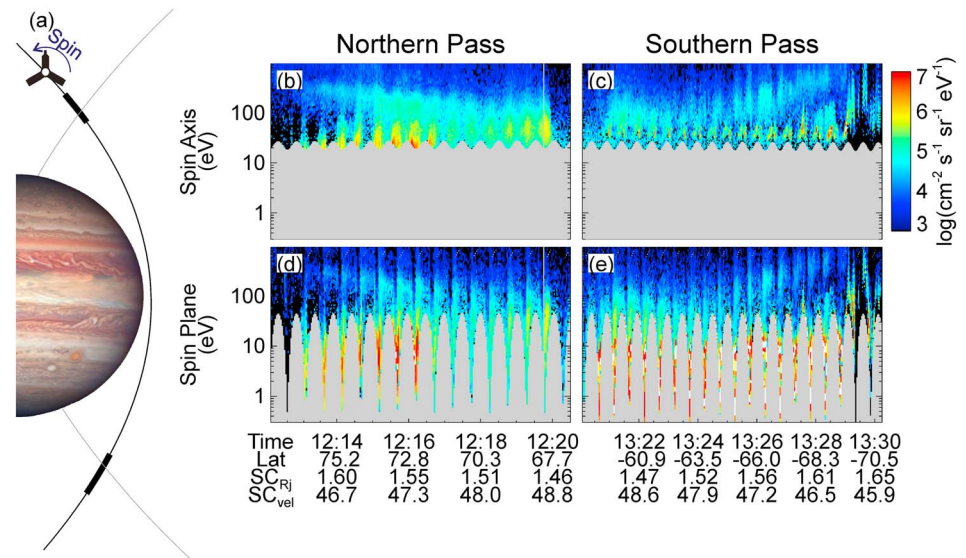 (a)
Spin
Northern Pass
Southern Pass
Spin Axis
(eV)
100
10
1
(b)
(c)
7
6
5
4
3
log(cm⁻² s⁻¹ sr⁻¹ eV⁻¹)
Spin Plane
(eV)
100
10
1
(d)
(e)
Time 12:14 12:16 12:18 12:20 13:22 13:24 13:26 13:28 13:30
Lat 75.2 72.8 70.3 67.7 -60.9 -63.5 -66.0 -68.3 -70.5
SC_Rj 1.60 1.55 1.51 1.46 1.47 1.52 1.56 1.61 1.65
SC_vel 46.7 47.3 48.0 48.8 48.6 47.9 47.2 46.5 45.9